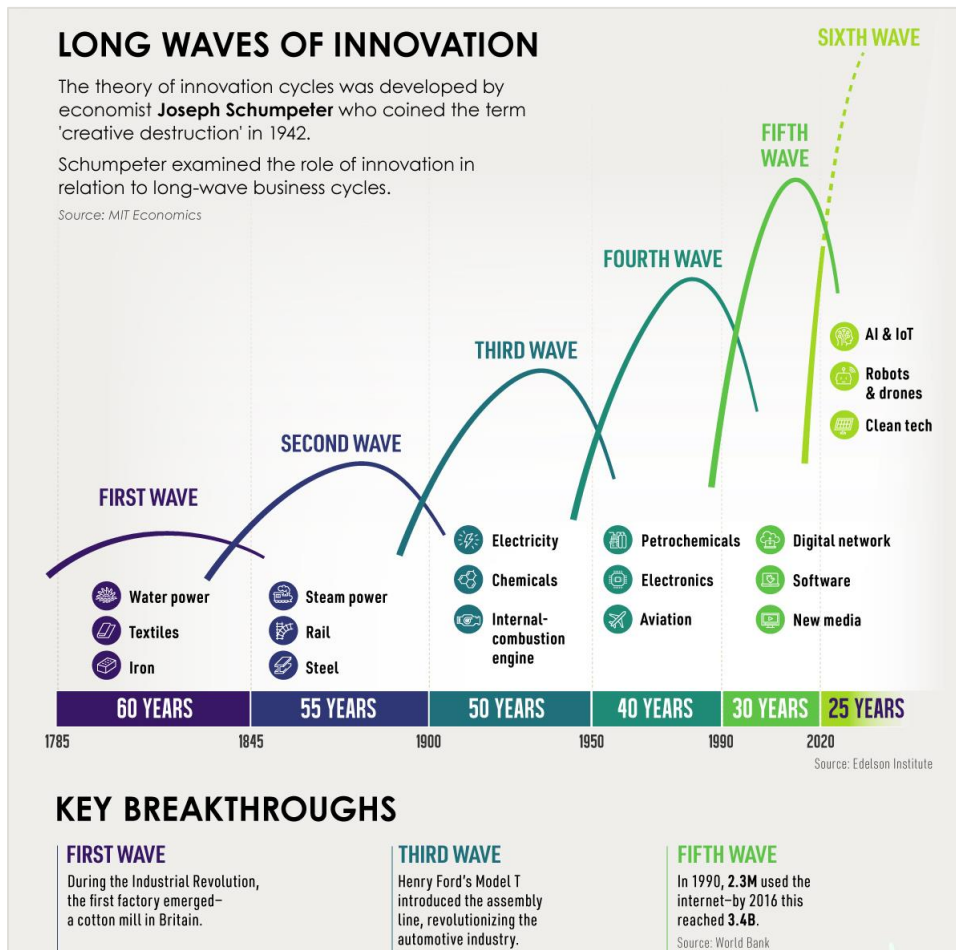 LONG WAVES OF INNOVATION
The theory of innovation cycles was developed by
economist Joseph Schumpeter who coined the term
'creative destruction' in 1942.
Schumpeter examined the role of innovation in
relation to long-wave business cycles.
Source: MIT Economics
SIXTH WAVE
FIFTH
WAVE
FOURTH WAVE
THIRD WAVE
SECOND WAVE
FIRST WAVE
AI & IoT
Robots
& drones
Clean tech
Water power
Textiles
Iron
Steam power
Rail
Steel
Electricity
Chemicals
Internal-
combustion
engine
Petrochemicals
Electronics
Aviation
Digital network
Software
New media
60 YEARS
55 YEARS
50 YEARS
40 YEARS
30 YEARS
25 YEARS
1785
1845
1900
1950
1990
2020
Source: Edelson Institute
KEY BREAKTHROUGHS
FIRST WAVE
During the Industrial Revolution,
the first factory emerged–
a cotton mill in Britain.
THIRD WAVE
Henry Ford's Model T
introduced the assembly
line, revolutionizing the
automotive industry.
FIFTH WAVE
In 1990, 2.3M used the
internet–by 2016 this
reached 3.4B.
Source: World Bank